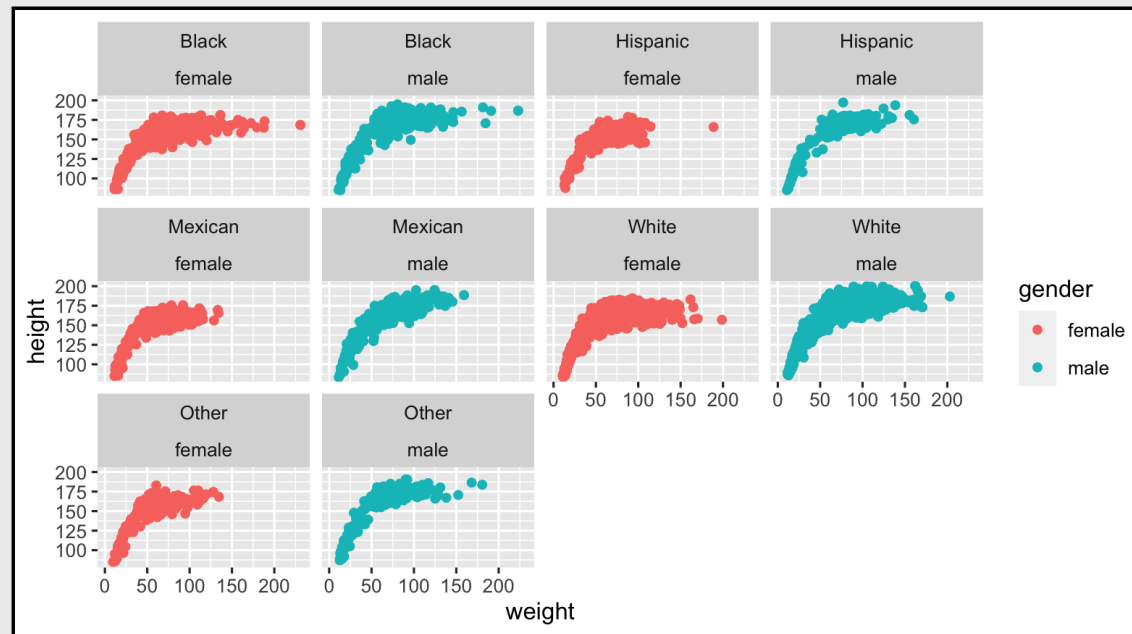 Black Black Hispanic Hispanic
female male female male
200
175
150
125
100
Mexican Mexican White White
female male female male
200
175
150
125
100
0 50 100 150 200 0 50 100 150 200
Other Other
female male
200
175
150
125
100
0 50 100 150 200 0 50 100 150 200
height
weight
gender
female
male